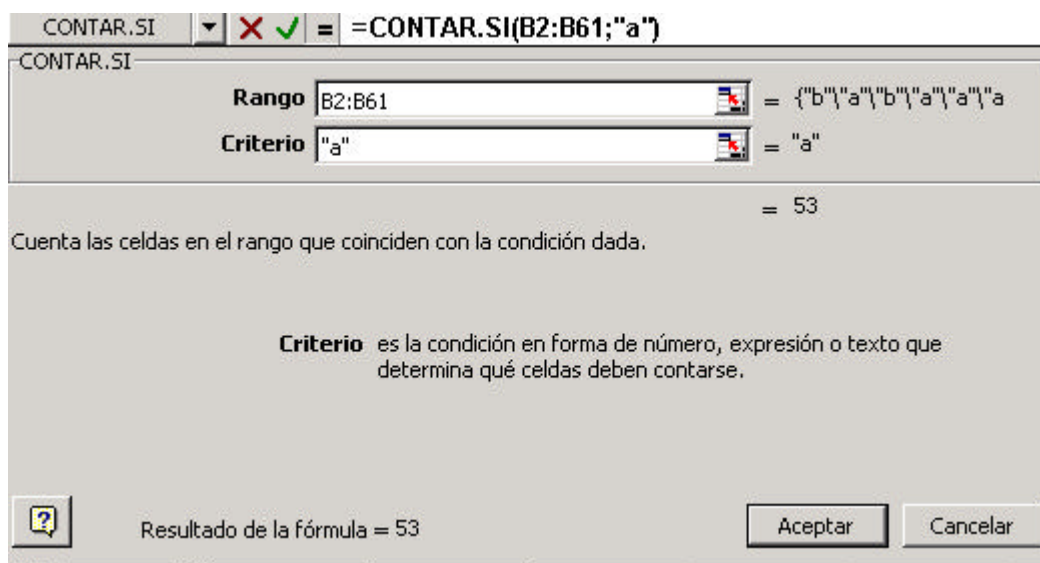 CONTAR.SI = =CONTAR.SI(B2:B61;"a")
CONTAR.SI
Rango B2:B61 = {"b"\"a"\"b"\"a"\"a"\"a
Criterio "a" = "a"
= 53
Cuenta las celdas en el rango que coinciden con la condición dada.
Criterio es la condición en forma de número, expresión o texto que
determina qué celdas deben contarse.
? Resultado de la fórmula = 53 Aceptar Cancelar